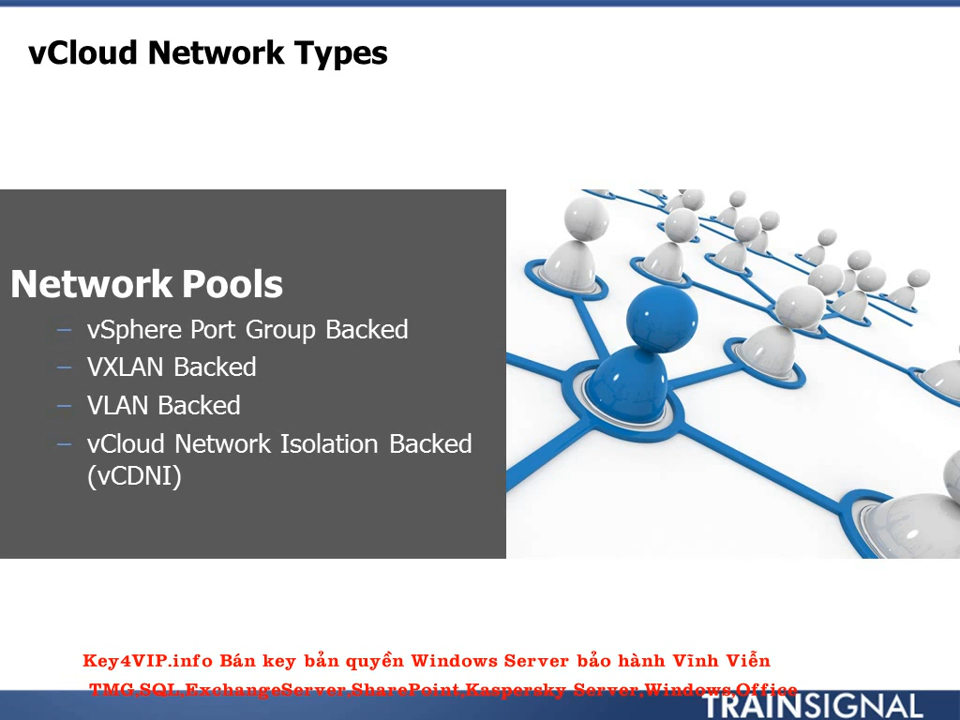 vCloud Network Types
Network Pools
– vSphere Port Group Backed
– VXLAN Backed
– VLAN Backed
– vCloud Network Isolation Backed
(vCDNI)
Key4VIP.info Bán key bản quyền Windows Server bảo hành Vĩnh Viễn
TMG,SQL,ExchangeServer,SharePoint,Kaspersky Server,Windows,Office
TRAINSIGNAL